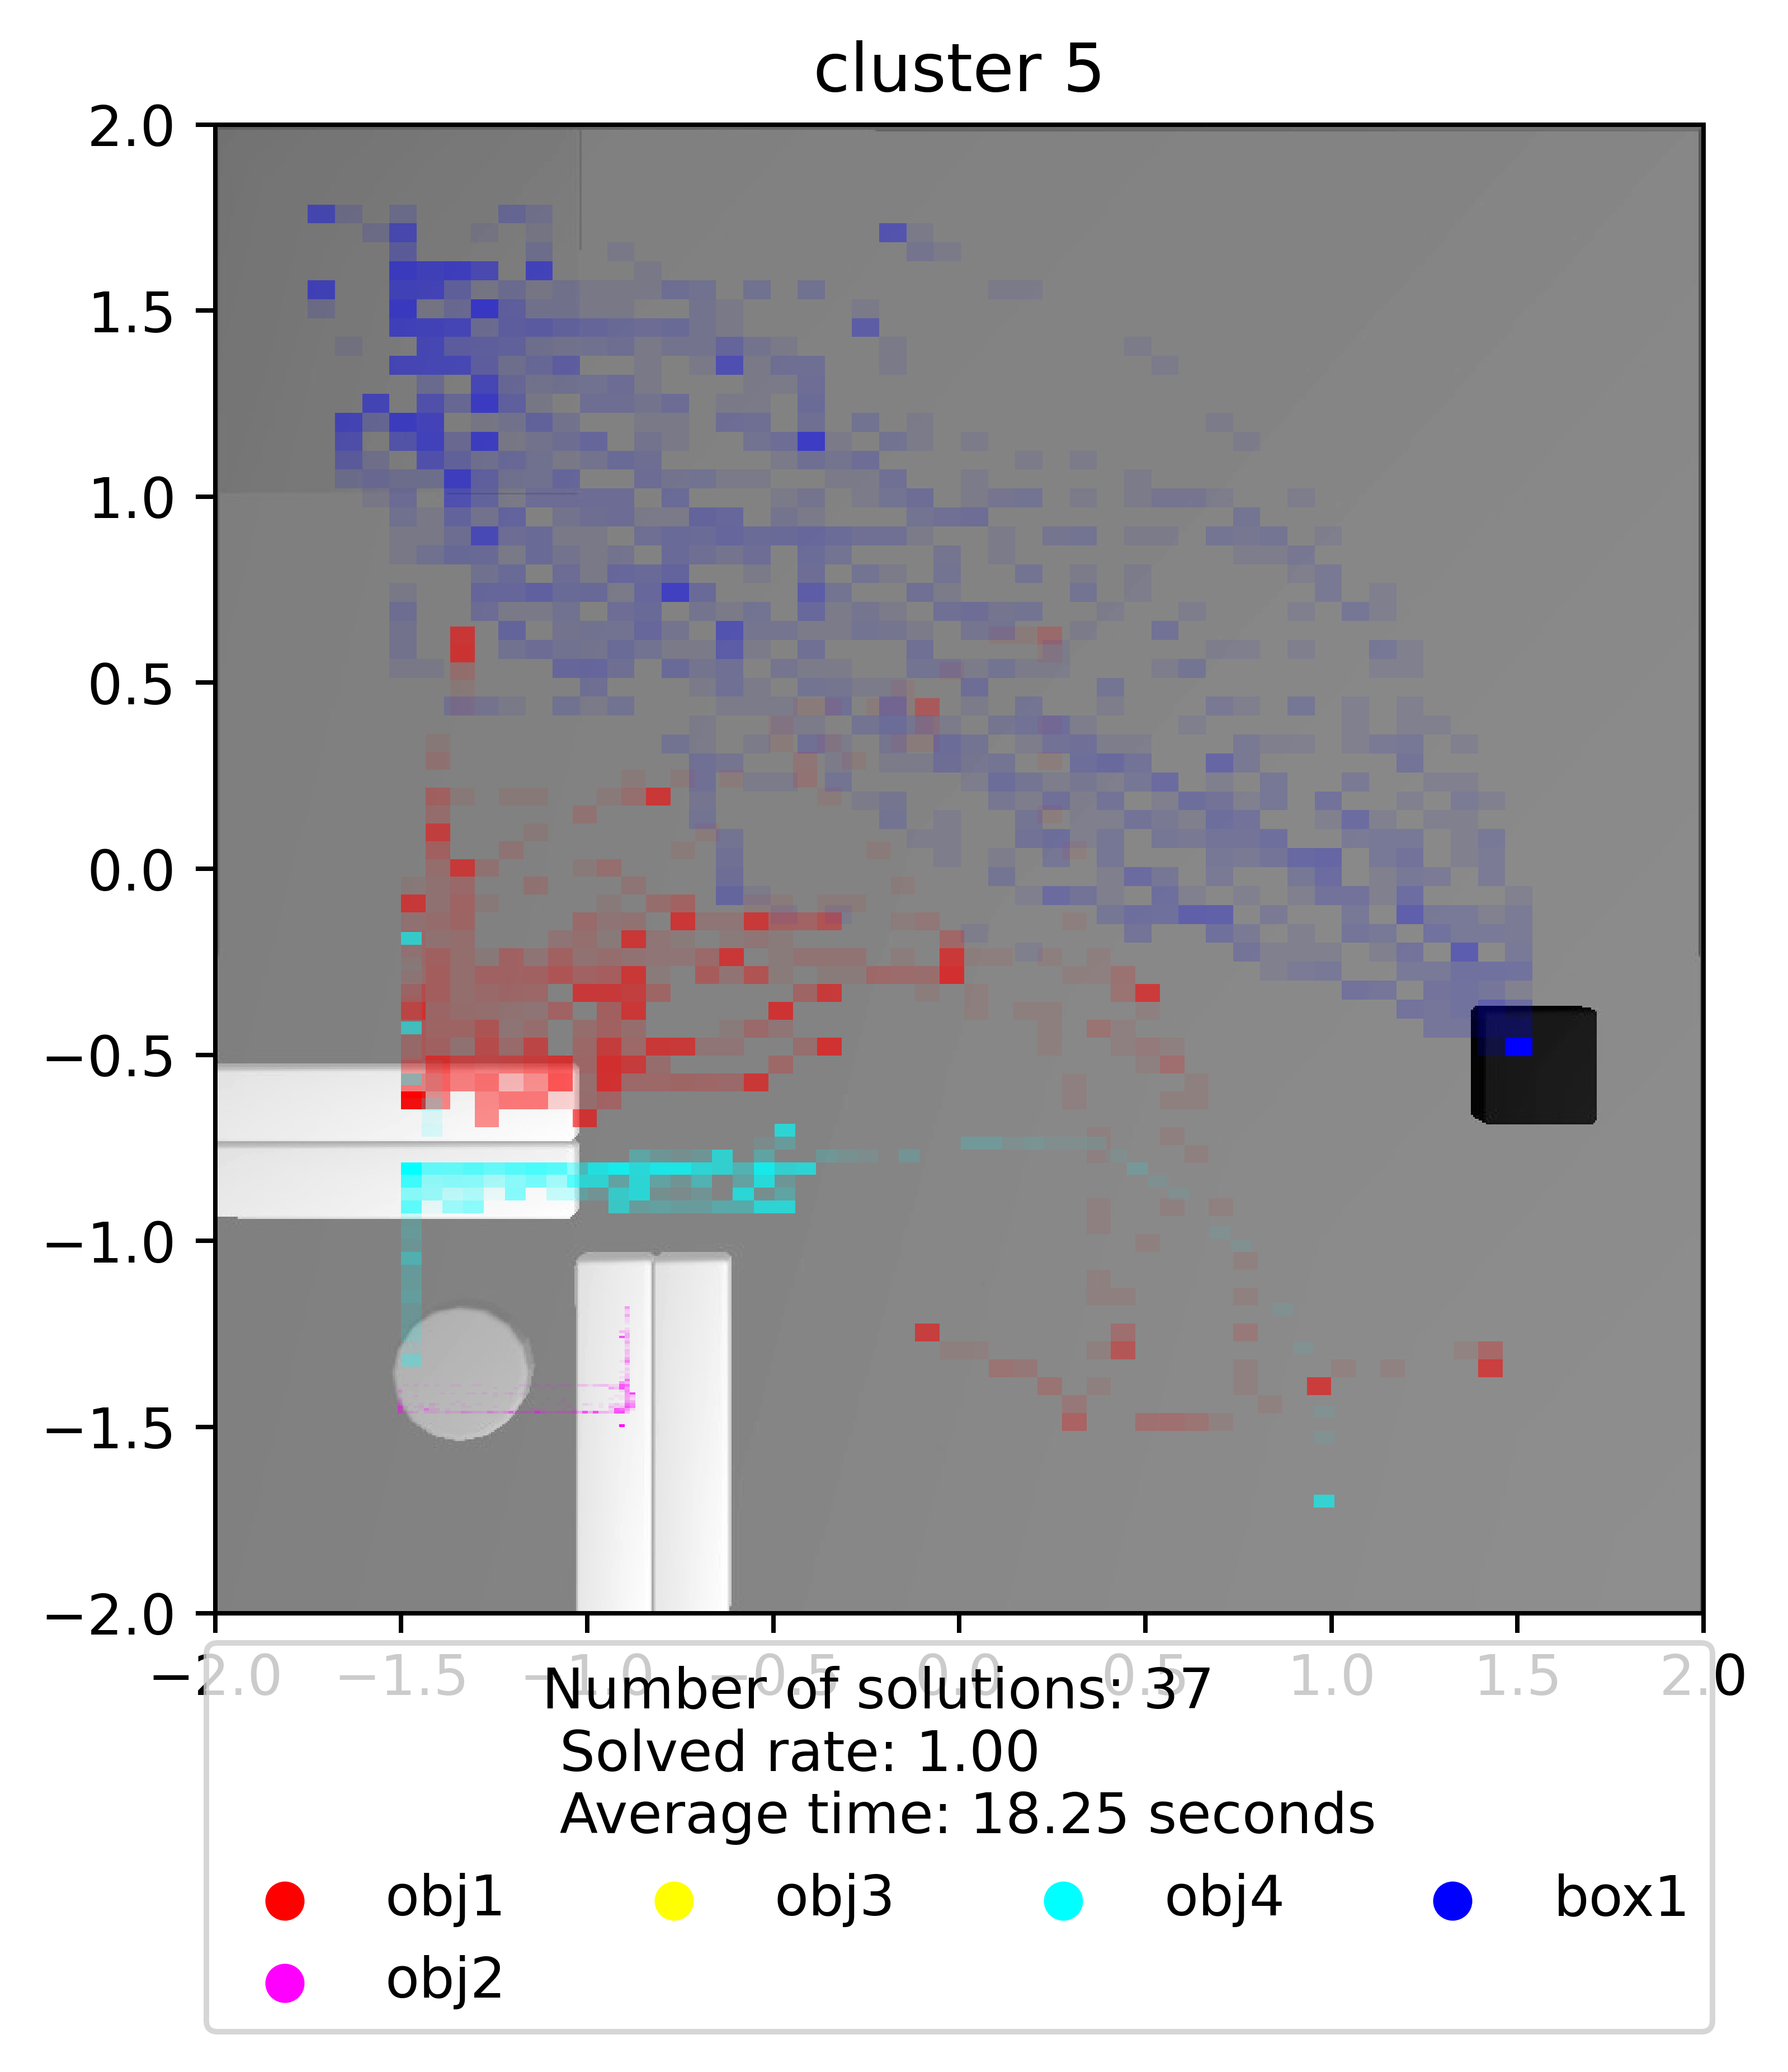 cluster 5
2.0
1.5
1.0
0.5
0.0
−0.5
−1.0
−1.5
−2.0
−2.0 −1.5 −1.0 −0.5 0.0 0.5 1.0 1.5 2.0
Number of solutions: 37
Solved rate: 1.00
Average time: 18.25 seconds
obj1 obj3 obj4 box1
obj2